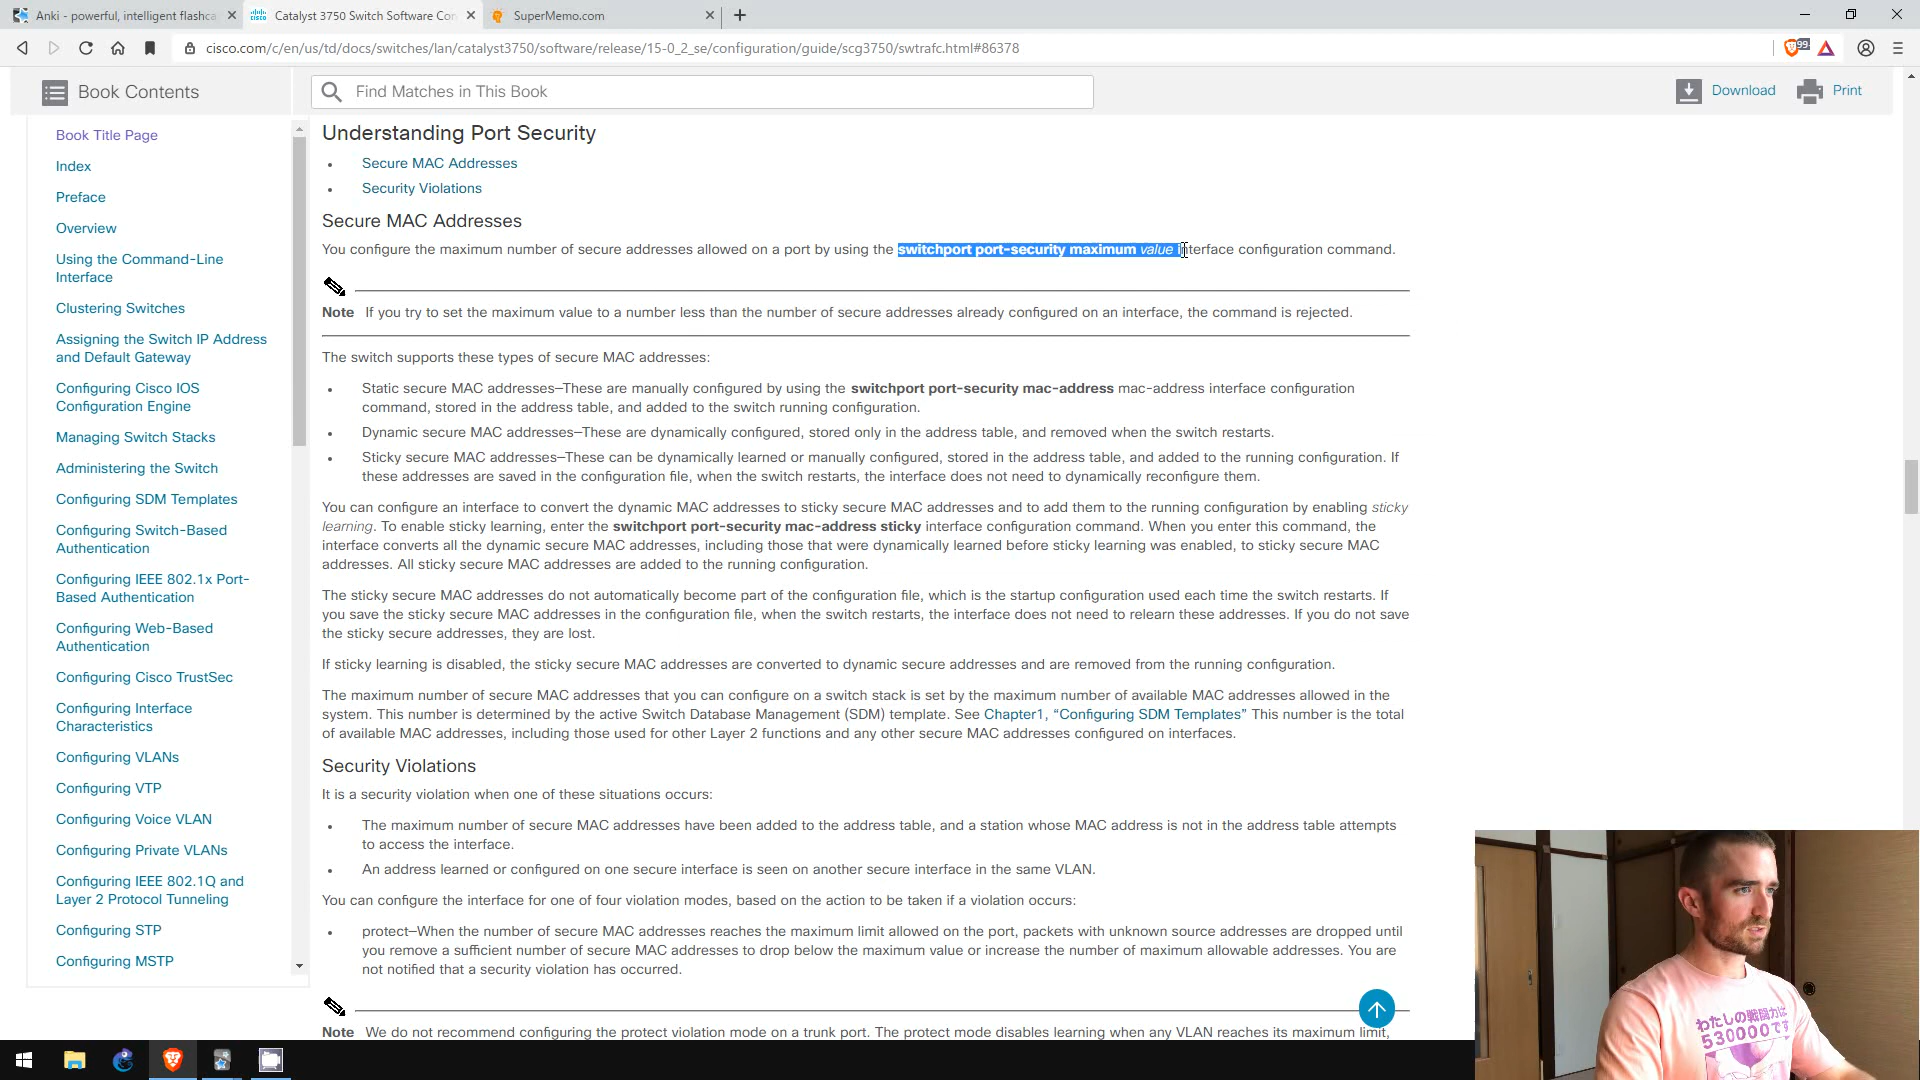 Anki - powerful, intelligent flashca
Catalyst 3750 Switch Software Con
SuperMemo.com
cisco.com/c/en/us/td/docs/switches/lan/catalyst3750/software/release/15-0_2_se/configuration/guide/scg3750/swtrafc.html#86378
99
Book Contents
Find Matches in This Book
Download
Print
Book Title Page
Index
Preface
Overview
Using the Command-Line
Interface
Clustering Switches
Assigning the Switch IP Address
and Default Gateway
Configuring Cisco IOS
Configuration Engine
Managing Switch Stacks
Administering the Switch
Configuring SDM Templates
Configuring Switch-Based
Authentication
Configuring IEEE 802.1x Port-
Based Authentication
Configuring Web-Based
Authentication
Configuring Cisco TrustSec
Configuring Interface
Characteristics
Configuring VLANs
Configuring VTP
Configuring Voice VLAN
Configuring Private VLANs
Configuring IEEE 802.1Q and
Layer 2 Protocol Tunneling
Configuring STP
Configuring MSTP
Understanding Port Security
• Secure MAC Addresses
• Security Violations
Secure MAC Addresses
You configure the maximum number of secure addresses allowed on a port by using the switchport port-security maximum value interface configuration command.
Note If you try to set the maximum value to a number less than the number of secure addresses already configured on an interface, the command is rejected.
The switch supports these types of secure MAC addresses:
• Static secure MAC addresses—These are manually configured by using the switchport port-security mac-address mac-address interface configuration
command, stored in the address table, and added to the switch running configuration.
• Dynamic secure MAC addresses—These are dynamically configured, stored only in the address table, and removed when the switch restarts.
• Sticky secure MAC addresses—These can be dynamically learned or manually configured, stored in the address table, and added to the running configuration. If
these addresses are saved in the configuration file, when the switch restarts, the interface does not need to dynamically reconfigure them.
You can configure an interface to convert the dynamic MAC addresses to sticky secure MAC addresses and to add them to the running configuration by enabling sticky
learning. To enable sticky learning, enter the switchport port-security mac-address sticky interface configuration command. When you enter this command, the
interface converts all the dynamic secure MAC addresses, including those that were dynamically learned before sticky learning was enabled, to sticky secure MAC
addresses. All sticky secure MAC addresses are added to the running configuration.
The sticky secure MAC addresses do not automatically become part of the configuration file, which is the startup configuration used each time the switch restarts. If
you save the sticky secure MAC addresses in the configuration file, when the switch restarts, the interface does not need to relearn these addresses. If you do not save
the sticky secure addresses, they are lost.
If sticky learning is disabled, the sticky secure MAC addresses are converted to dynamic secure addresses and are removed from the running configuration.
The maximum number of secure MAC addresses that you can configure on a switch stack is set by the maximum number of available MAC addresses allowed in the
system. This number is determined by the active Switch Database Management (SDM) template. See Chapter1, “Configuring SDM Templates” This number is the total
of available MAC addresses, including those used for other Layer 2 functions and any other secure MAC addresses configured on interfaces.
Security Violations
It is a security violation when one of these situations occurs:
• The maximum number of secure MAC addresses have been added to the address table, and a station whose MAC address is not in the address table attempts
to access the interface.
• An address learned or configured on one secure interface is seen on another secure interface in the same VLAN.
You can configure the interface for one of four violation modes, based on the action to be taken if a violation occurs:
• protect—When the number of secure MAC addresses reaches the maximum limit allowed on the port, packets with unknown source addresses are dropped until
you remove a sufficient number of secure MAC addresses to drop below the maximum value or increase the number of maximum allowable addresses. You are
not notified that a security violation has occurred.
Note We do not recommend configuring the protect violation mode on a trunk port. The protect mode disables learning when any VLAN reaches its maximum limit,
わたしの戦闘力は
530000です